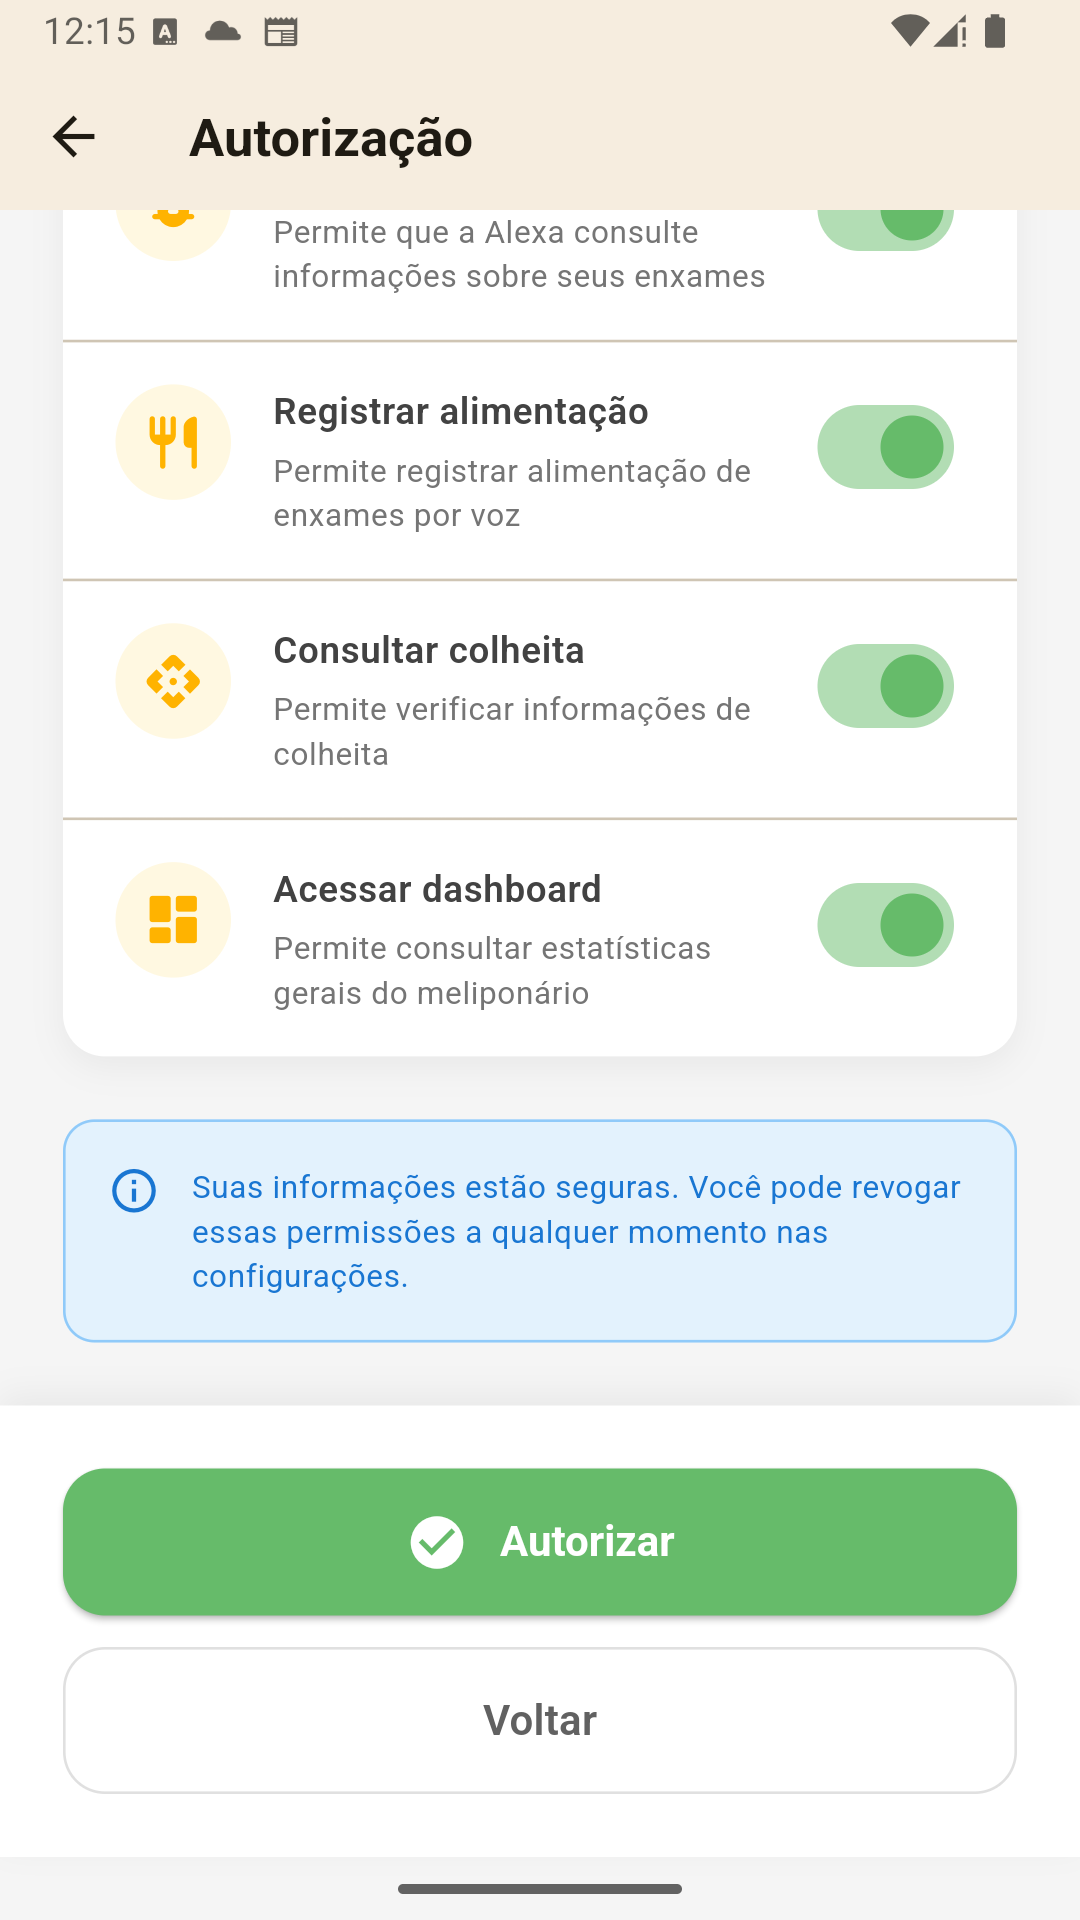 12:15
Autorização
Permite que a Alexa consulte
informações sobre seus enxames
Registrar alimentação
Permite registrar alimentação de
enxames por voz
Consultar colheita
Permite verificar informações de
colheita
Acessar dashboard
Permite consultar estatísticas
gerais do meliponário
Suas informações estão seguras. Você pode revogar
essas permissões a qualquer momento nas
configurações.
Autorizar
Voltar